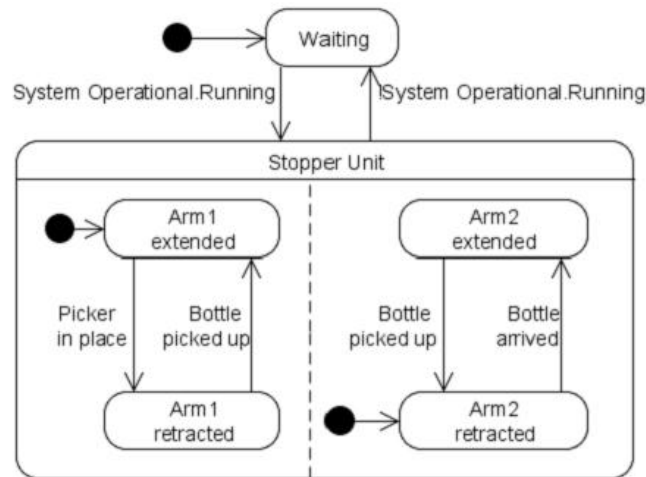 Waiting
System Operational.Running
!System Operational.Running
Stopper Unit
Arm1
extended
Arm2
extended
Picker
in place
Bottle
picked up
Bottle
picked up
Bottle
arrived
Arm1
retracted
Arm2
retracted